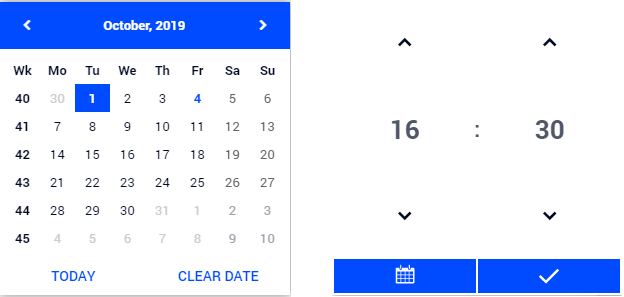 October, 2019
Wk Mo Tu We Th Fr Sa Su
40 30 1 2 3 4 5 6
41 7 8 9 10 11 12 13
42 14 15 16 17 18 19 20
43 21 22 23 24 25 26 27
44 28 29 30 31 1 2 3
45 4 5 6 7 8 9 10
TODAY CLEAR DATE
16 : 30